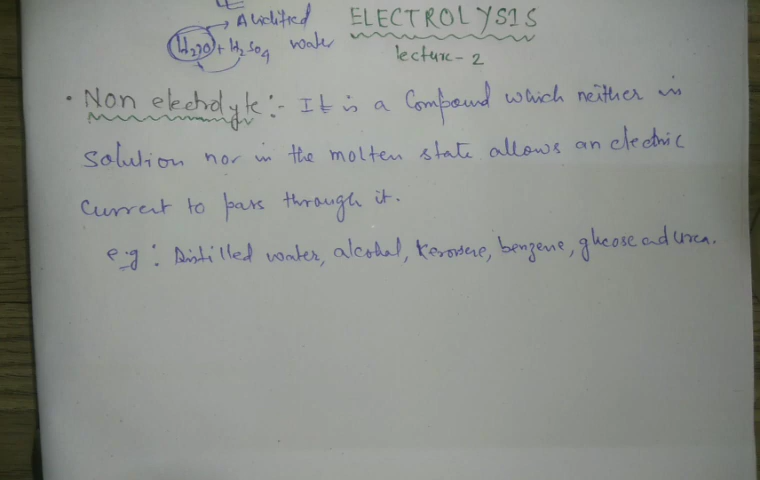 Acidified
ELECTROLYSIS
H2O + H2SO4 water
lecture - 2
• Non electrolyte :- It is a Compound which neither in
solution nor in the molten state allows an electric
current to pass through it.
e.g : Distilled water, alcohol, Kerosene, benzene, glucose and Urea.